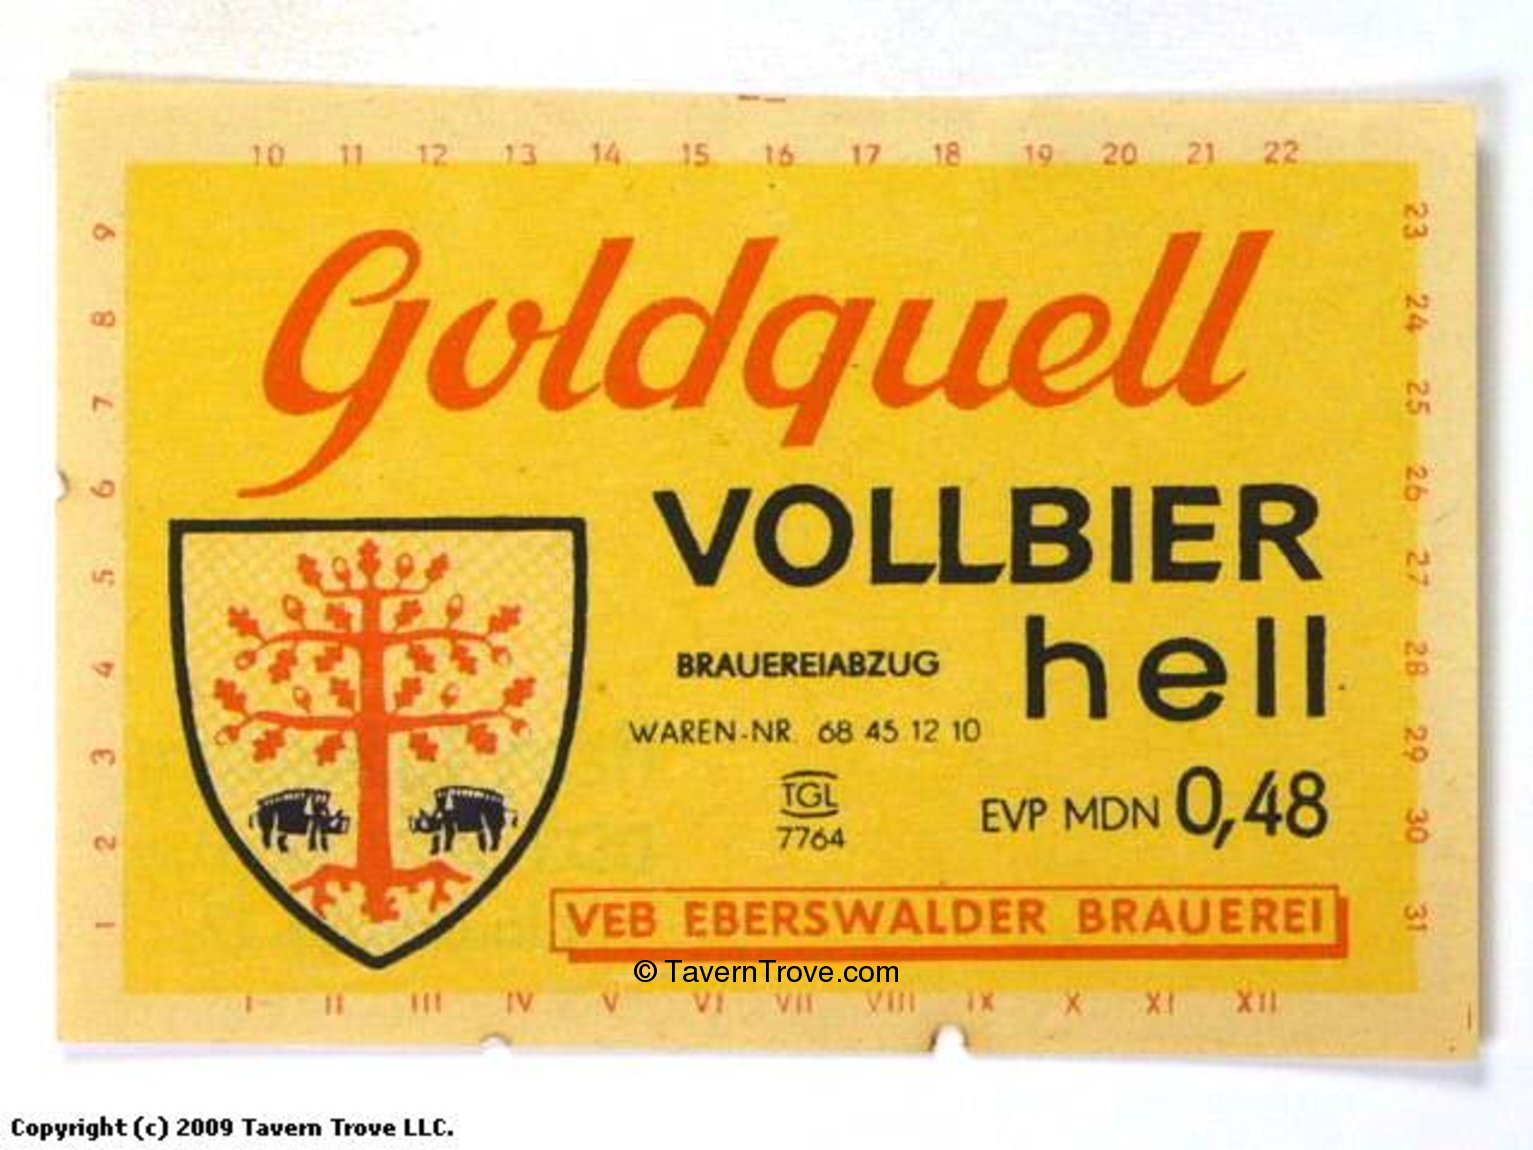 10 11 12 13 14 15 16 17 18 19 20 21 22
9 8 7 6 5 4 3 2 1
23 24 25 26 27 28 29 30 31
Goldquell
VOLLBIER
hell
BRAUEREIABZUG
WAREN-NR. 68 45 12 10
TGL
7764
EVP MDN 0,48
VEB EBERSWALDER BRAUEREI
© TavernTrove.com
I II III IV V VI VII VIII IX X XI XII
Copyright (c) 2009 Tavern Trove LLC.